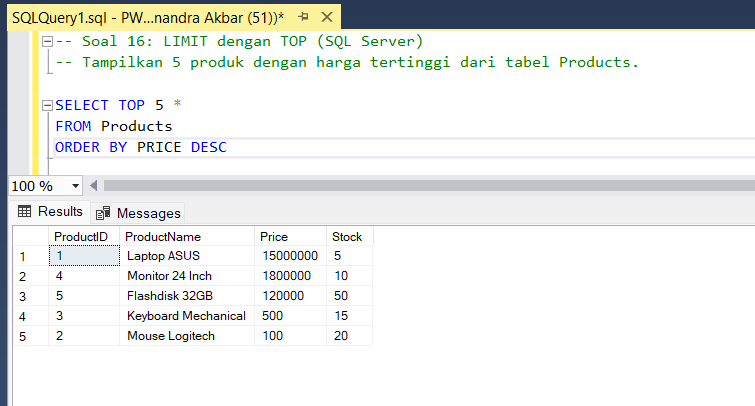 SQLQuery1.sql - PW...nandra Akbar (51))*
-- Soal 16: LIMIT dengan TOP (SQL Server)
-- Tampilkan 5 produk dengan harga tertinggi dari tabel Products.
SELECT TOP 5 *
FROM Products
ORDER BY PRICE DESC
100 %
Results Messages
ProductID ProductName Price Stock
1 1 Laptop ASUS 15000000 5
2 4 Monitor 24 Inch 1800000 10
3 5 Flashdisk 32GB 120000 50
4 3 Keyboard Mechanical 500 15
5 2 Mouse Logitech 100 20